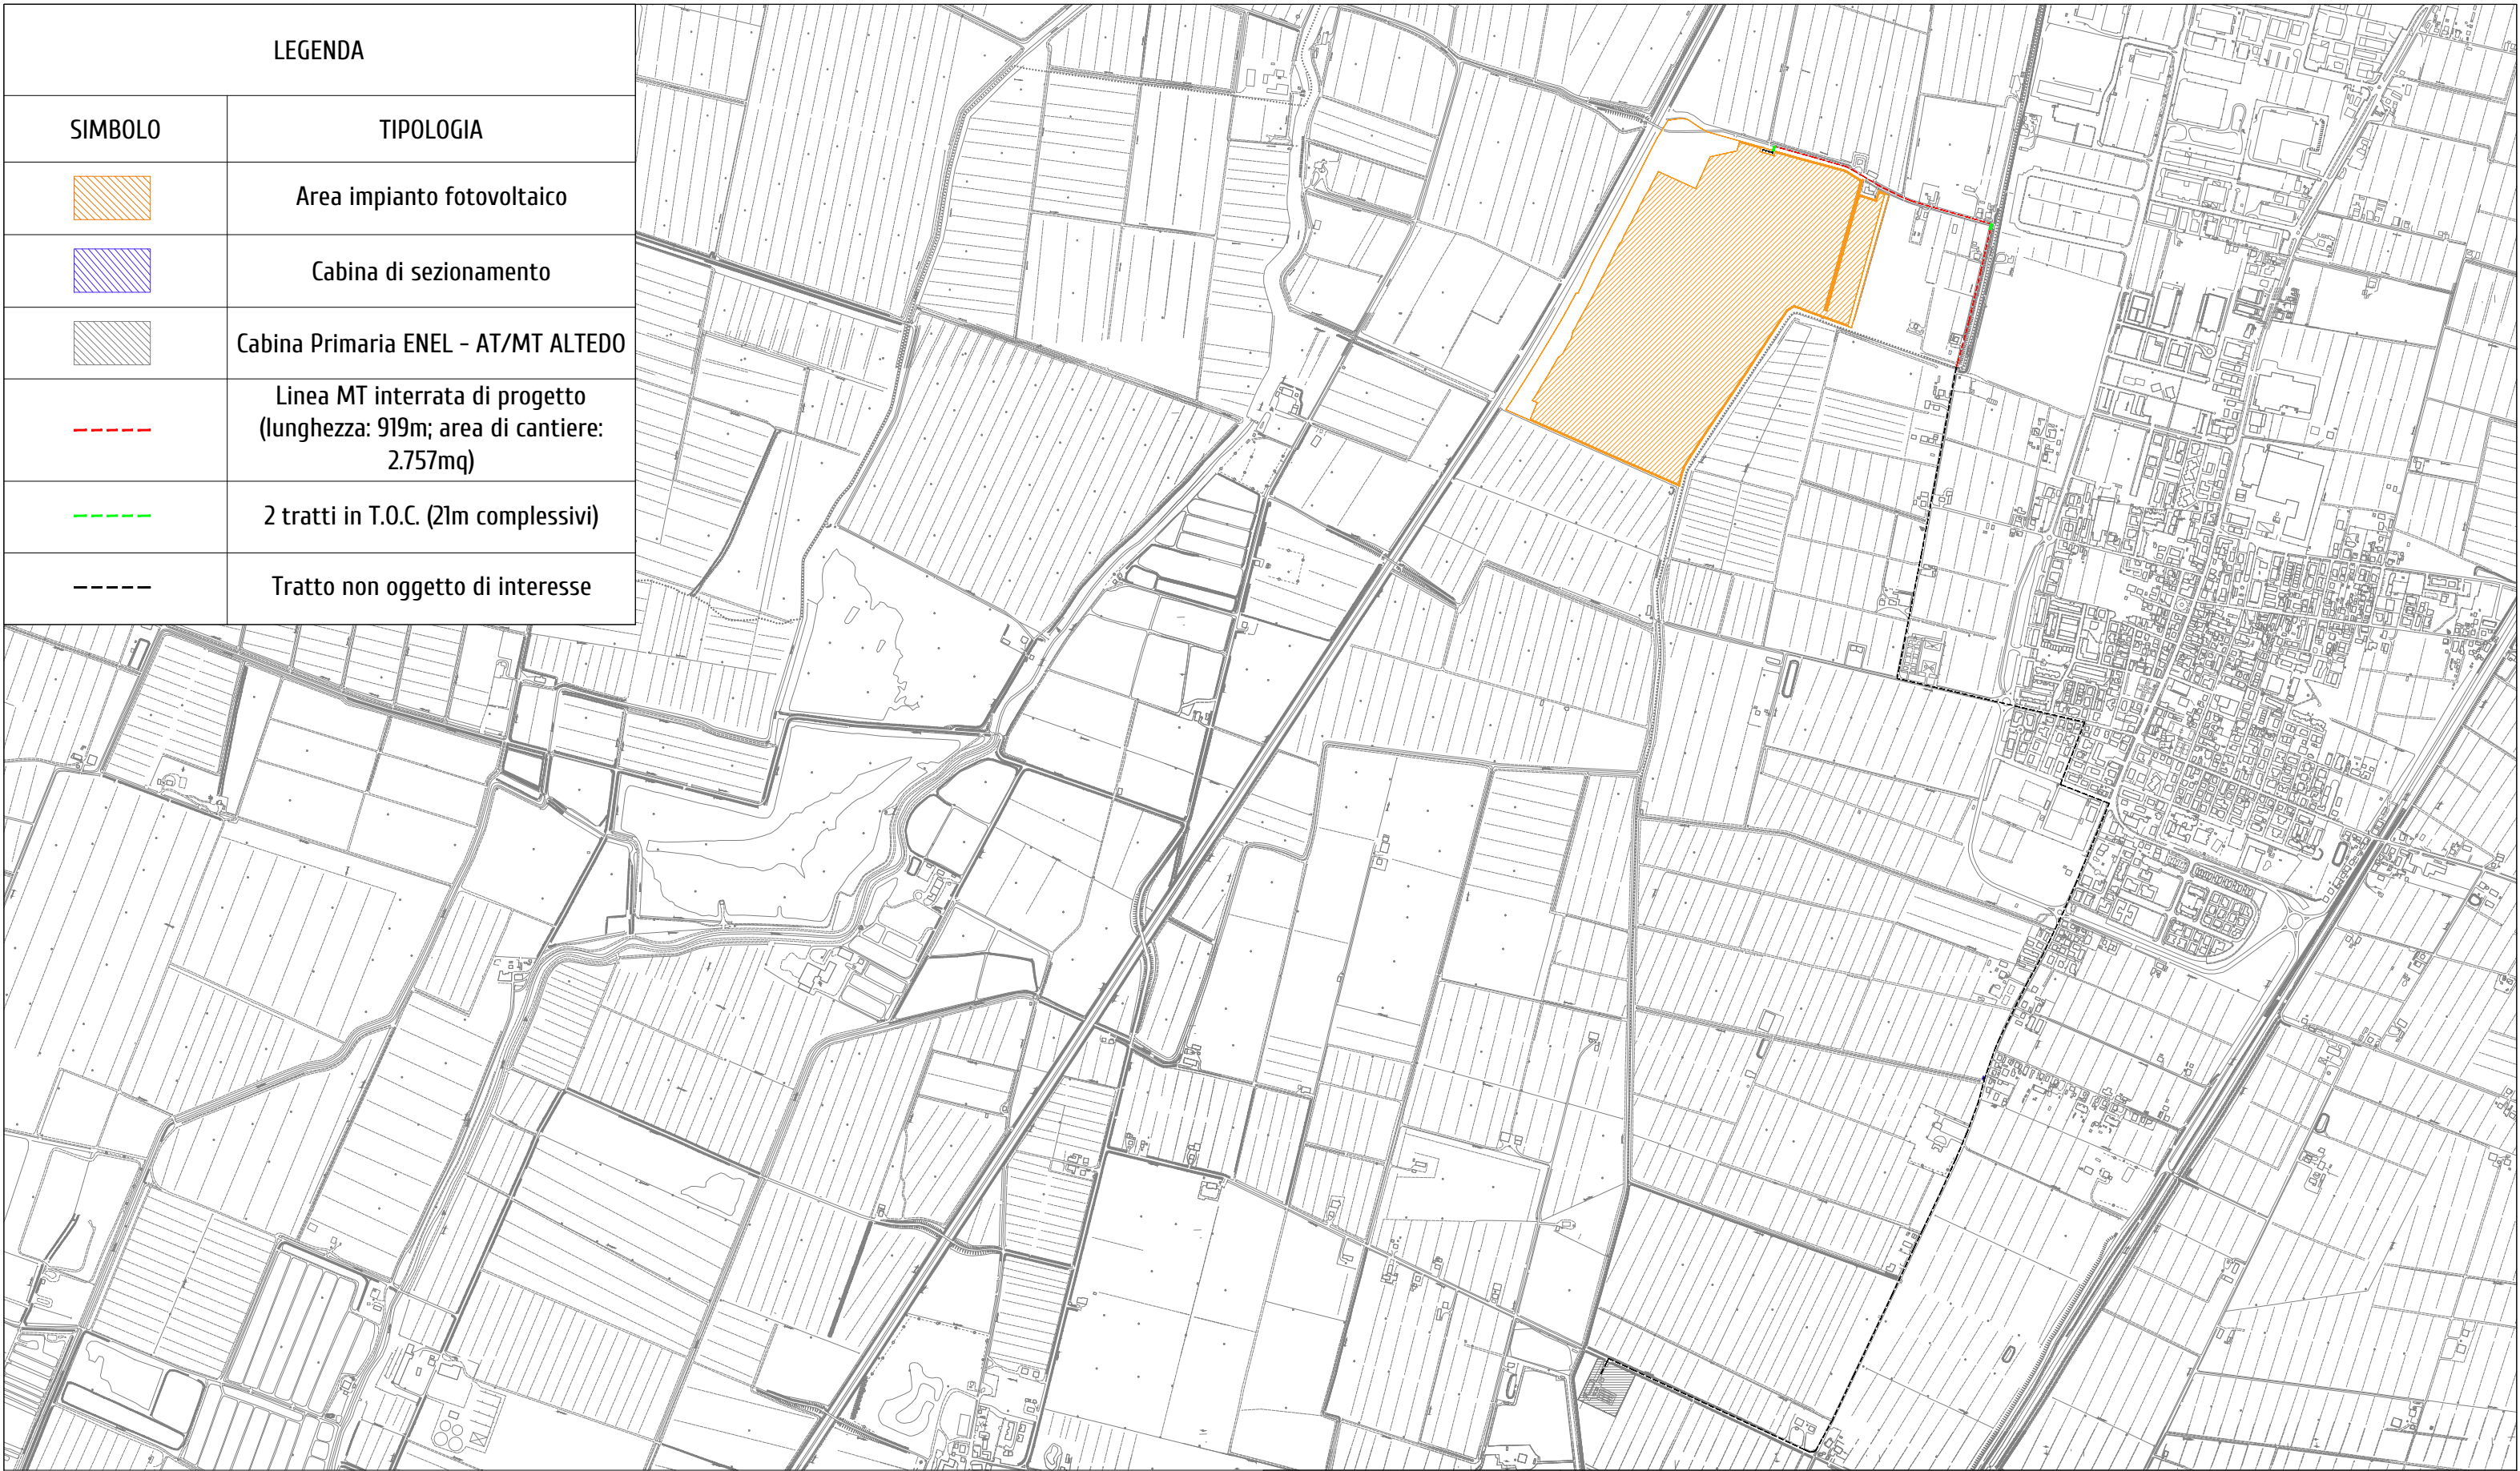 LEGENDA
SIMBOLO
TIPOLOGIA
Area impianto fotovoltaico
Cabina di sezionamento
Cabina Primaria ENEL - AT/MT ALTEDO
Linea MT interrata di progetto
(lunghezza: 919m; area di cantiere:
2.757mq)
2 tratti in T.O.C. (21m complessivi)
Tratto non oggetto di interesse